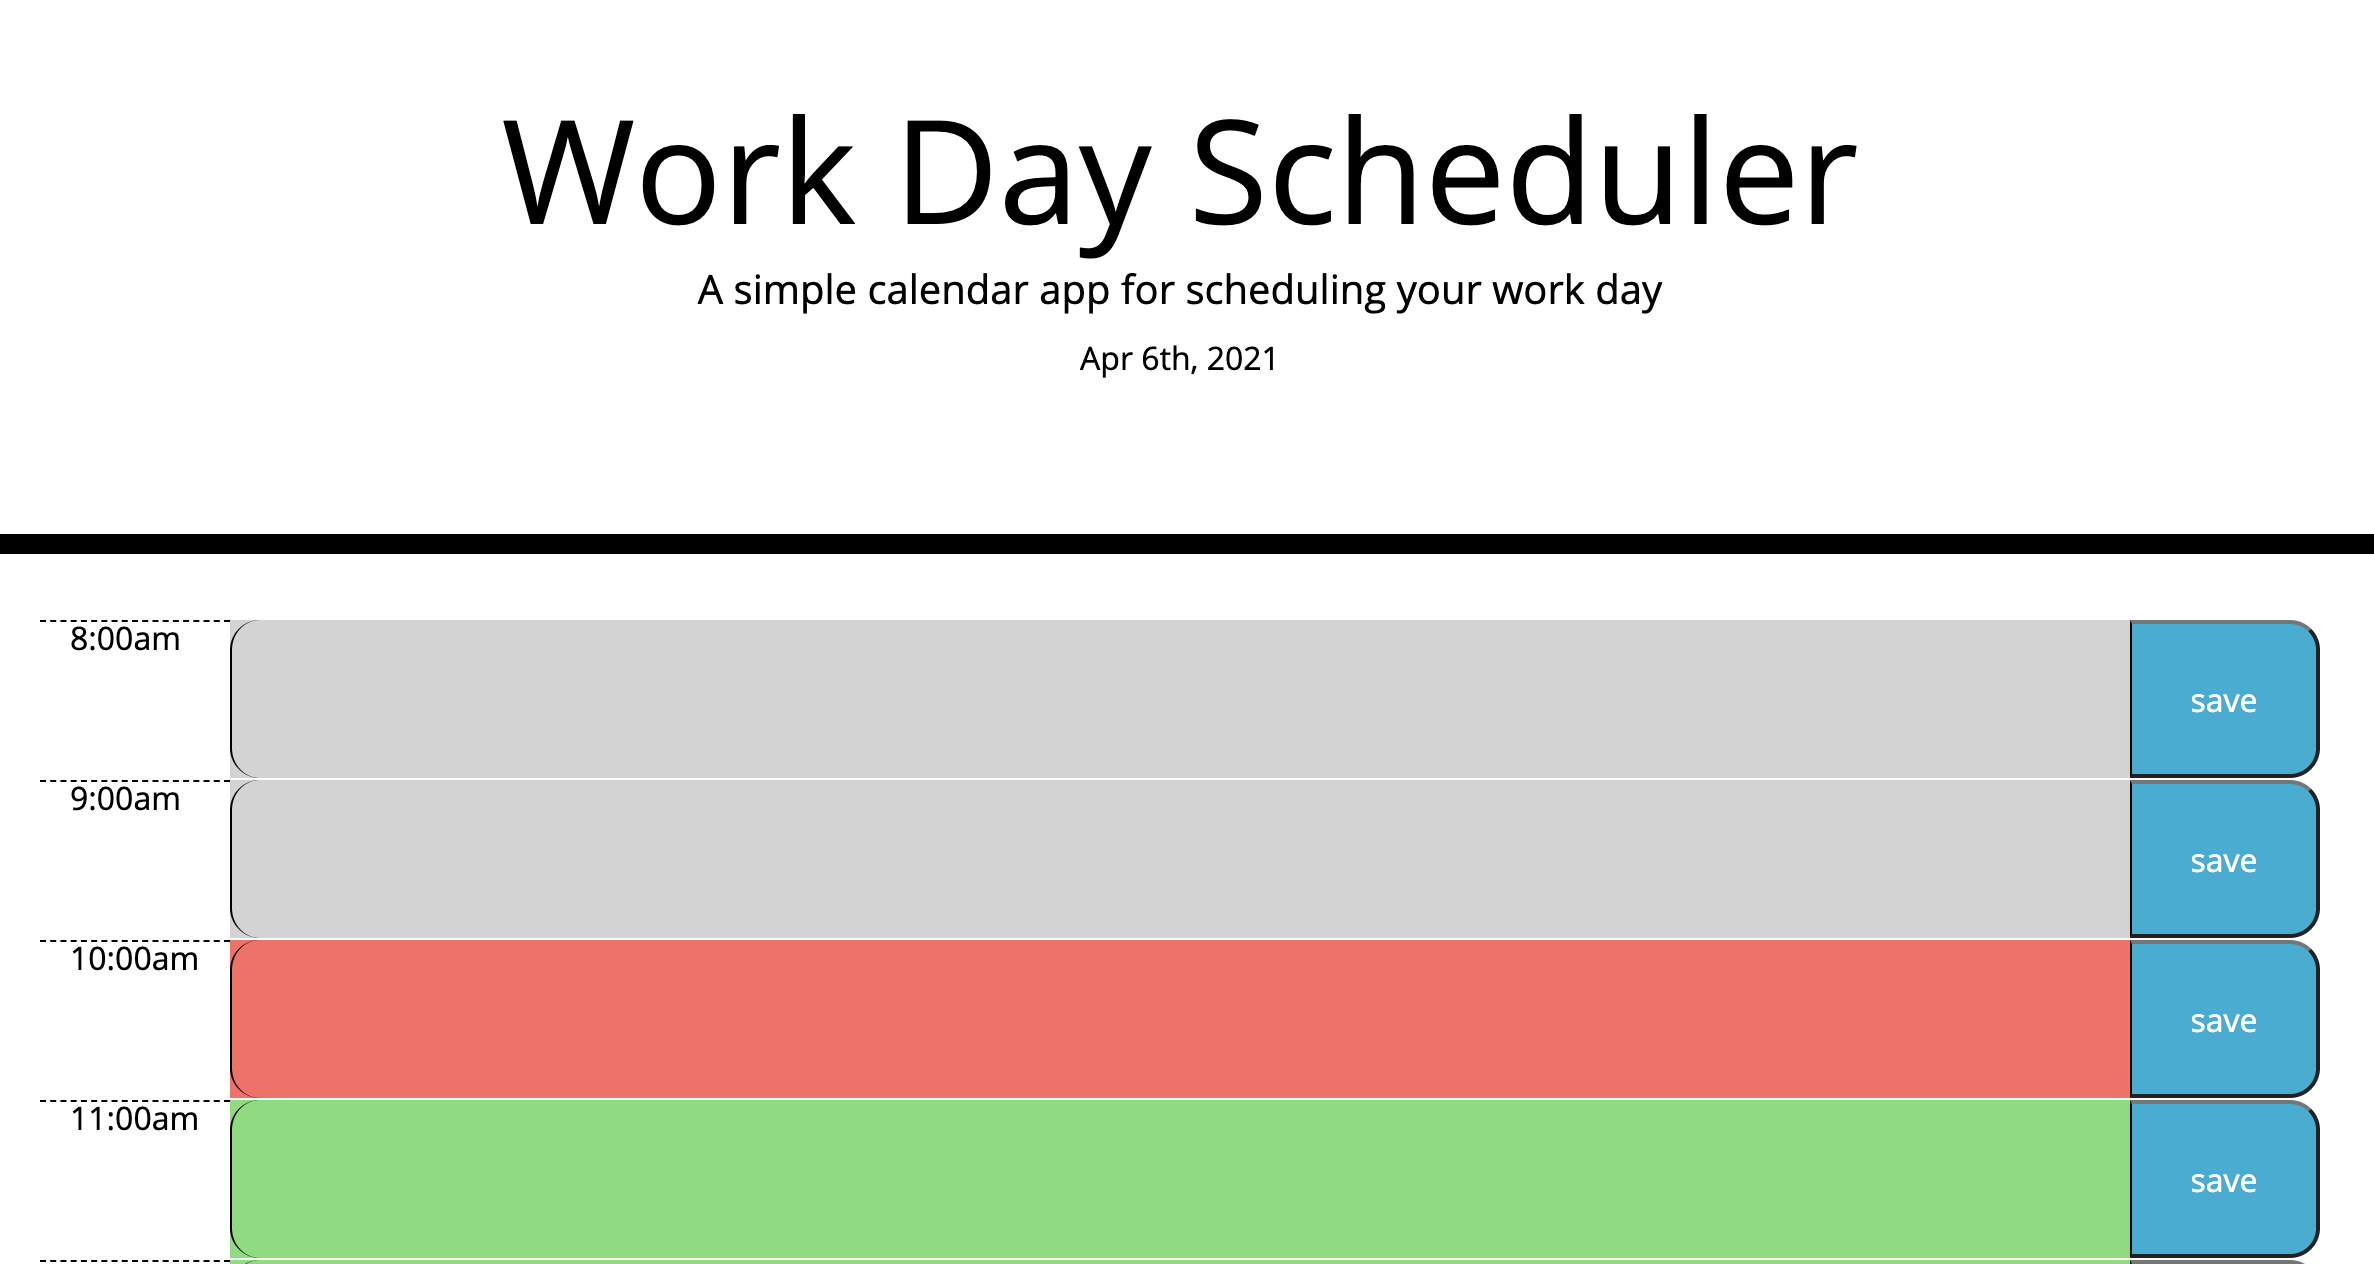 Work Day Scheduler
A simple calendar app for scheduling your work day
Apr 6th, 2021
8:00am
save
9:00am
save
10:00am
save
11:00am
save